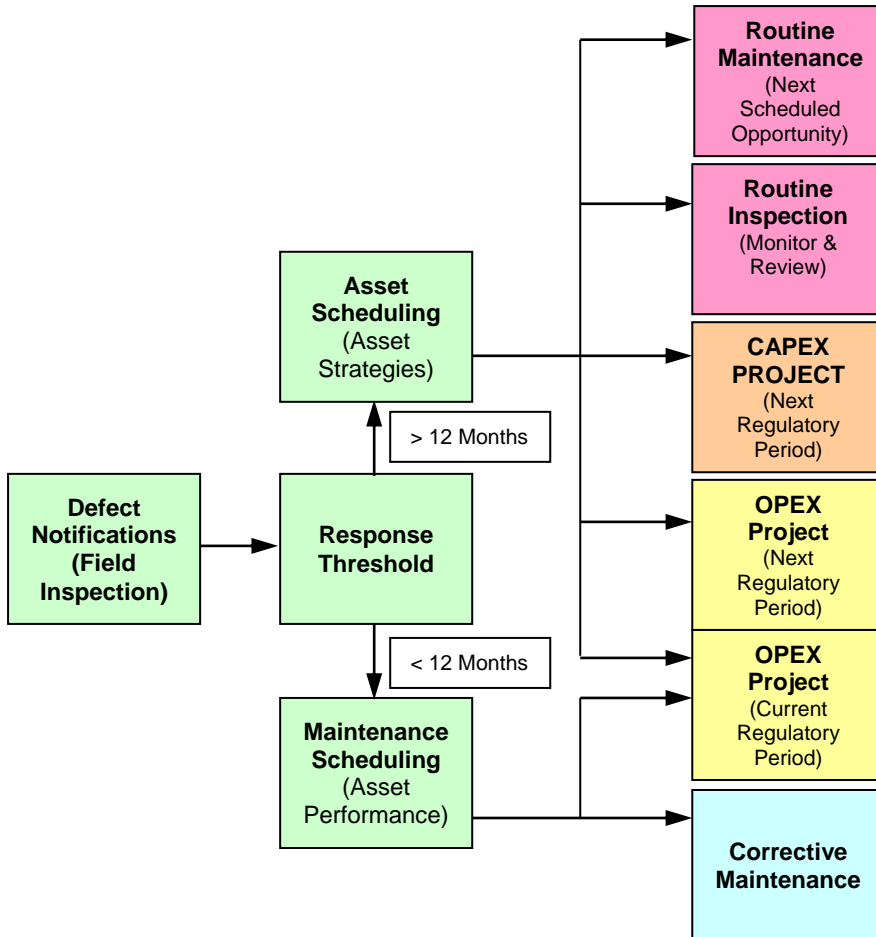 Routine
Maintenance
(Next
Scheduled
Opportunity)
Routine
Inspection
(Monitor &
Review)
Asset
Scheduling
(Asset
Strategies)
CAPEX
PROJECT
(Next
Regulatory
Period)
> 12 Months
Defect
Notifications
(Field
Inspection)
Response
Threshold
OPEX
Project
(Next
Regulatory
Period)
< 12 Months
OPEX
Project
(Current
Regulatory
Period)
Maintenance
Scheduling
(Asset
Performance)
Corrective
Maintenance